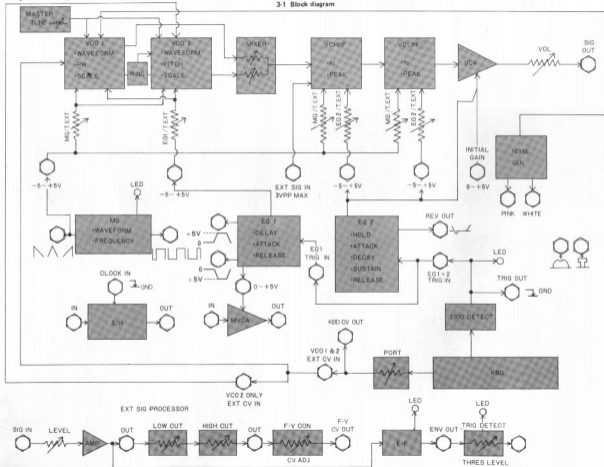 3-1 Block diagram
MASTER
TUNE
VCO 1
•WAVEFORM
•PW
•SCALE
RING
VCO 2
•WAVEFORM
•PITCH
•SCALE
MIXER
VCHPF
•fc
•PEAK
VCLPF
•fc
•PEAK
VCA
VOL
SIG
OUT
MG/T.EXT
EG1/T.EXT
MG/T.EXT
EG2/T.EXT
MG/T.EXT
EG2/T.EXT
-5~+5V
-5~+5V
EXT SIG IN
3VPP MAX
-5~+5V
-5~+5V
INITIAL
GAIN
0~+5V
NOISE
GEN
PINK
WHITE
LED
MG
•WAVEFORM
•FREQUENCY
+5V
0
0
+5V
EG 1
•DELAY
•ATTACK
•RELEASE
EG1
TRIG IN
EG 2
•HOLD
•ATTACK
•DECAY
•SUSTAIN
•RELEASE
REV OUT
LED
EG1+2
TRIG IN
TRIG OUT
GND
CLOCK IN
GND
IN
S/H
OUT
0~+5V
IN
MVCA
OUT
TRIG DETECT
KBD CV OUT
VCO1 & 2
EXT CV IN
PORT
KBD
VCO2 ONLY
EXT CV IN
EXT SIG PROCESSOR
SIG IN
LEVEL
AMP
OUT
LOW CUT
HIGH CUT
OUT
F-V CON
CV ADJ
F-V
CV OUT
LED
E-F
ENV OUT
LED
TRIG DETECT
THRES LEVEL